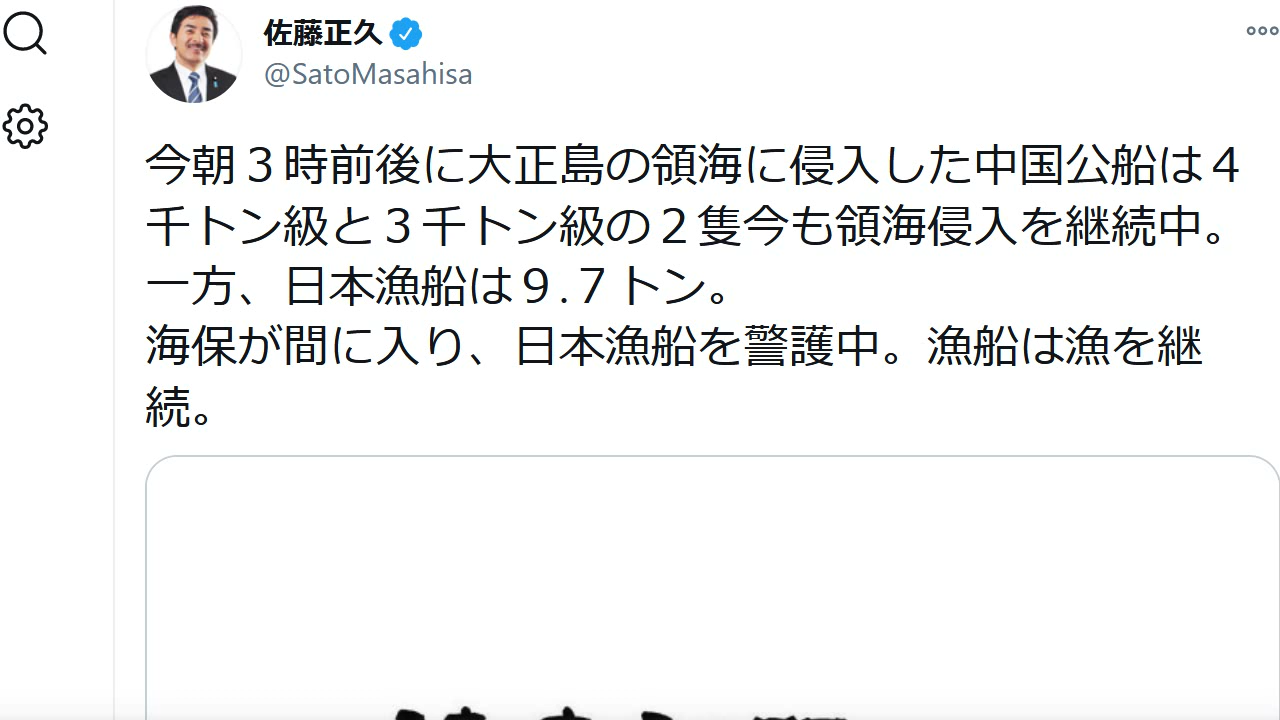 佐藤正久
@SatoMasahisa
今朝３時前後に大正島の領海に侵入した中国公船は４
千トン級と３千トン級の２隻今も領海侵入を継続中。
一方、日本漁船は９.７トン。
海保が間に入り、日本漁船を警護中。漁船は漁を継
続。